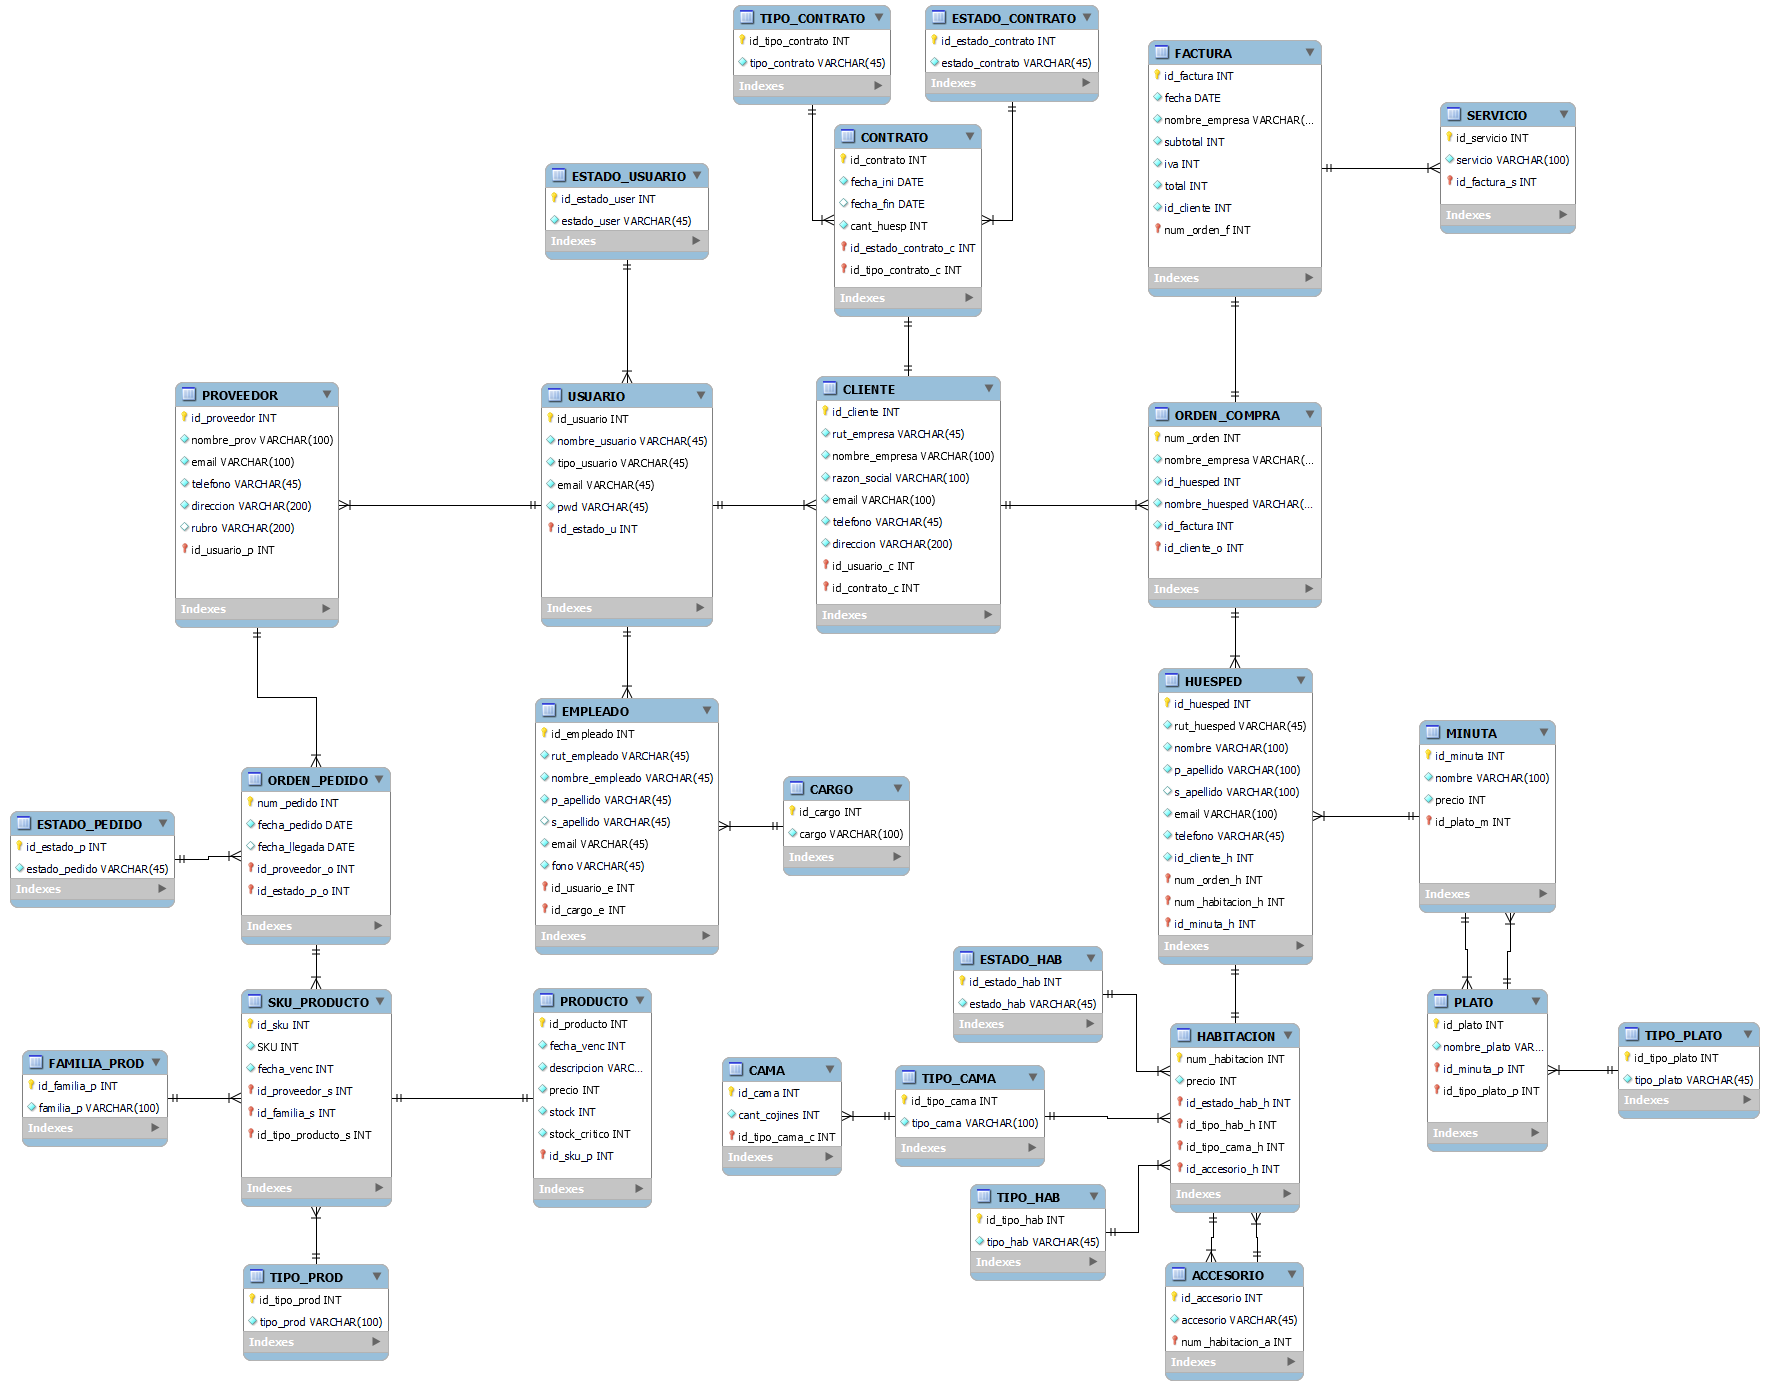 TIPO_CONTRATO
id_tipo_contrato INT
tipo_contrato VARCHAR(45)
Indexes
ESTADO_CONTRATO
id_estado_contrato INT
estado_contrato VARCHAR(45)
Indexes
FACTURA
id_factura INT
fecha DATE
nombre_empresa VARCHAR(...
subtotal INT
iva INT
total INT
id_cliente INT
num_orden_f INT
Indexes
SERVICIO
id_servicio INT
servicio VARCHAR(100)
id_factura_s INT
Indexes
CONTRATO
id_contrato INT
fecha_ini DATE
fecha_fin DATE
cant_huesp INT
id_estado_contrato_c INT
id_tipo_contrato_c INT
Indexes
ESTADO_USUARIO
id_estado_user INT
estado_user VARCHAR(45)
Indexes
PROVEEDOR
id_proveedor INT
nombre_prov VARCHAR(100)
email VARCHAR(100)
telefono VARCHAR(45)
direccion VARCHAR(200)
rubro VARCHAR(200)
id_usuario_p INT
Indexes
USUARIO
id_usuario INT
nombre_usuario VARCHAR(45)
tipo_usuario VARCHAR(45)
email VARCHAR(45)
pwd VARCHAR(45)
id_estado_u INT
Indexes
CLIENTE
id_cliente INT
rut_empresa VARCHAR(45)
nombre_empresa VARCHAR(100)
razon_social VARCHAR(100)
email VARCHAR(100)
telefono VARCHAR(45)
direccion VARCHAR(200)
id_usuario_c INT
id_contrato_c INT
Indexes
ORDEN_COMPRA
num_orden INT
nombre_empresa VARCHAR(...
id_huesped INT
nombre_huesped VARCHAR(...
id_factura INT
id_cliente_o INT
Indexes
EMPLEADO
id_empleado INT
rut_empleado VARCHAR(45)
nombre_empleado VARCHAR(45)
p_apellido VARCHAR(45)
s_apellido VARCHAR(45)
email VARCHAR(45)
fono VARCHAR(45)
id_usuario_e INT
id_cargo_e INT
Indexes
CARGO
id_cargo INT
cargo VARCHAR(100)
Indexes
HUESPED
id_huesped INT
rut_huesped VARCHAR(45)
nombre VARCHAR(100)
p_apellido VARCHAR(100)
s_apellido VARCHAR(100)
email VARCHAR(100)
telefono VARCHAR(45)
id_cliente_h INT
num_orden_h INT
num_habitacion_h INT
id_minuta_h INT
Indexes
MINUTA
id_minuta INT
nombre VARCHAR(100)
precio INT
id_plato_m INT
Indexes
ORDEN_PEDIDO
num_pedido INT
fecha_pedido DATE
fecha_llegada DATE
id_proveedor_o INT
id_estado_p_o INT
Indexes
ESTADO_PEDIDO
id_estado_p INT
estado_pedido VARCHAR(45)
Indexes
SKU_PRODUCTO
id_sku INT
SKU INT
fecha_venc INT
id_proveedor_s INT
id_familia_s INT
id_tipo_producto_s INT
Indexes
PRODUCTO
id_producto INT
fecha_venc INT
descripcion VARC...
precio INT
stock INT
stock_critico INT
id_sku_p INT
Indexes
FAMILIA_PROD
id_familia_p INT
familia_p VARCHAR(100)
Indexes
TIPO_PROD
id_tipo_prod INT
tipo_prod VARCHAR(100)
Indexes
ESTADO_HAB
id_estado_hab INT
estado_hab VARCHAR(45)
Indexes
CAMA
id_cama INT
cant_cojines INT
id_tipo_cama_c INT
Indexes
TIPO_CAMA
id_tipo_cama INT
tipo_cama VARCHAR(100)
Indexes
TIPO_HAB
id_tipo_hab INT
tipo_hab VARCHAR(45)
Indexes
HABITACION
num_habitacion INT
precio INT
id_estado_hab_h INT
id_tipo_hab_h INT
id_tipo_cama_h INT
id_accesorio_h INT
Indexes
ACCESORIO
id_accesorio INT
accesorio VARCHAR(45)
num_habitacion_a INT
Indexes
PLATO
id_plato INT
nombre_plato VAR...
id_minuta_p INT
id_tipo_plato_p INT
Indexes
TIPO_PLATO
id_tipo_plato INT
tipo_plato VARCHAR(45)
Indexes